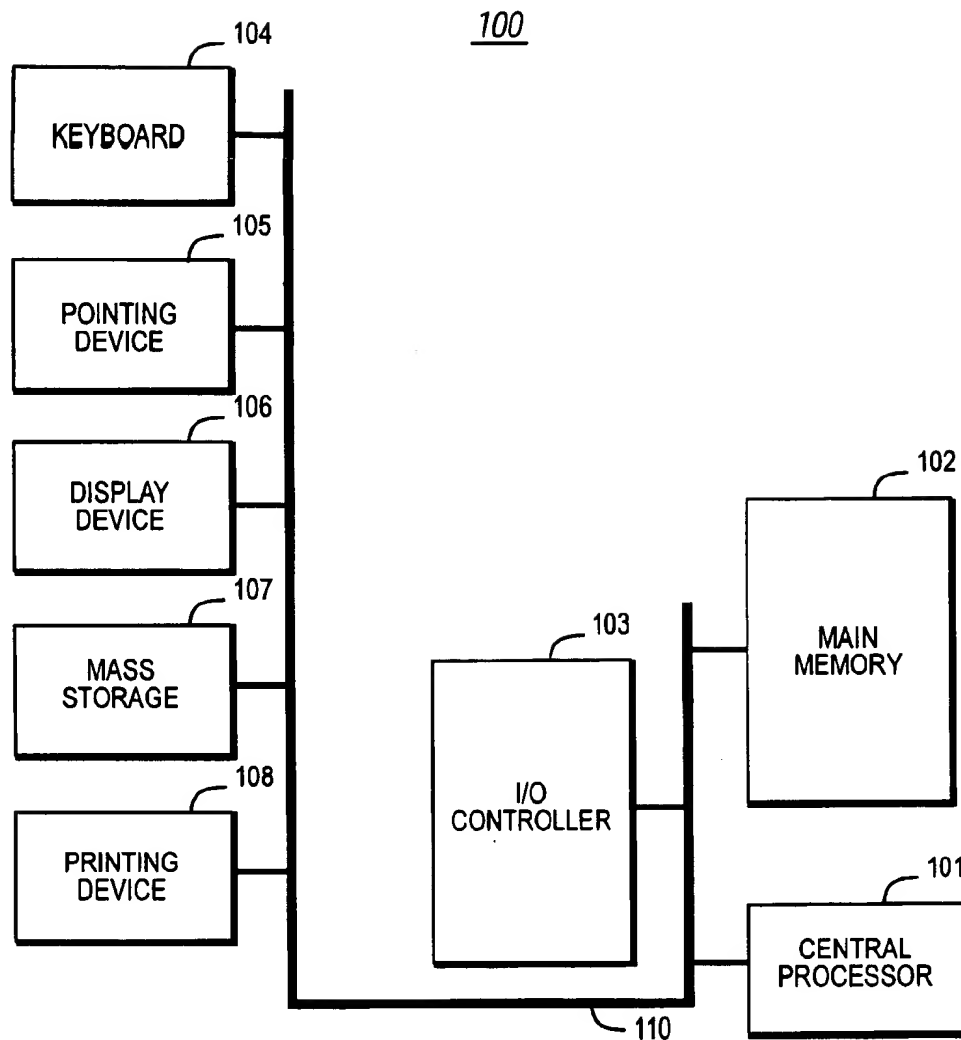 100
104
KEYBOARD
105
POINTING
DEVICE
106
DISPLAY
DEVICE
107
MASS
STORAGE
108
PRINTING
DEVICE
103
I/O
CONTROLLER
102
MAIN
MEMORY
101
CENTRAL
PROCESSOR
110